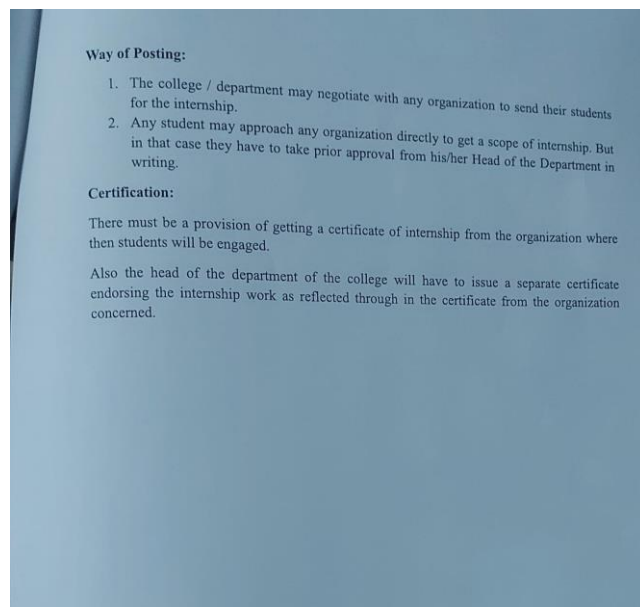 Way of Posting:
1. The college / department may negotiate with any organization to send their students
for the internship.
2. Any student may approach any organization directly to get a scope of internship. But
in that case they have to take prior approval from his/her Head of the Department in
writing.
Certification:
There must be a provision of getting a certificate of internship from the organization where
then students will be engaged.
Also the head of the department of the college will have to issue a separate certificate
endorsing the internship work as reflected through in the certificate from the organization
concerned.